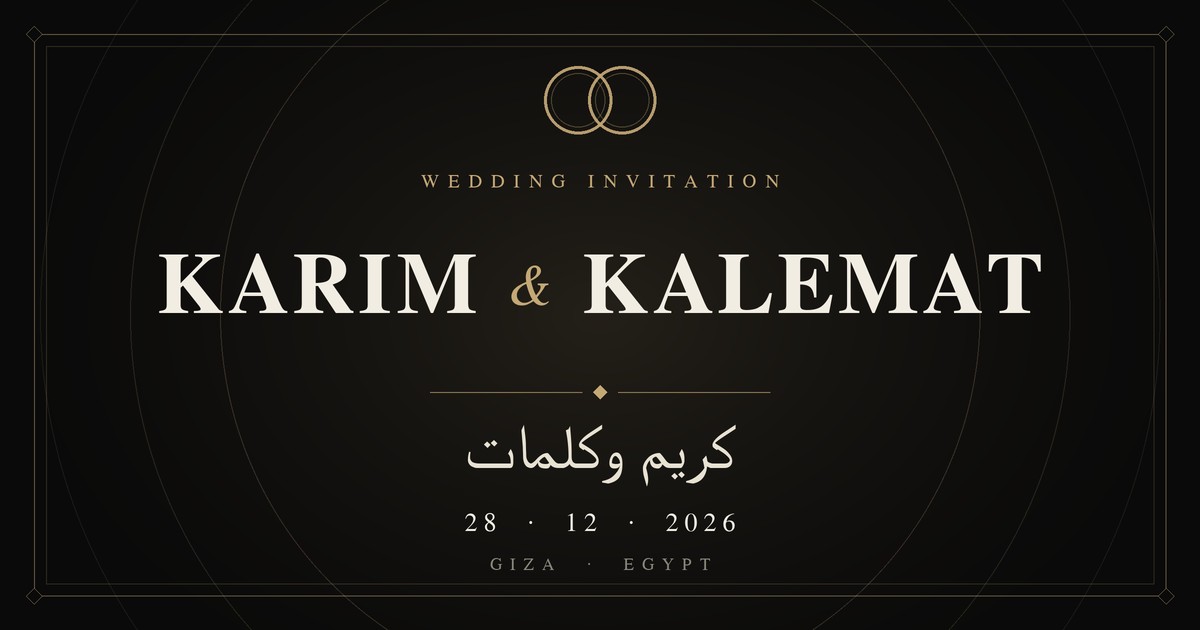 WEDDING INVITATION
KARIM & KALEMAT
كريم وكلمات
28 · 12 · 2026
GIZA · EGYPT